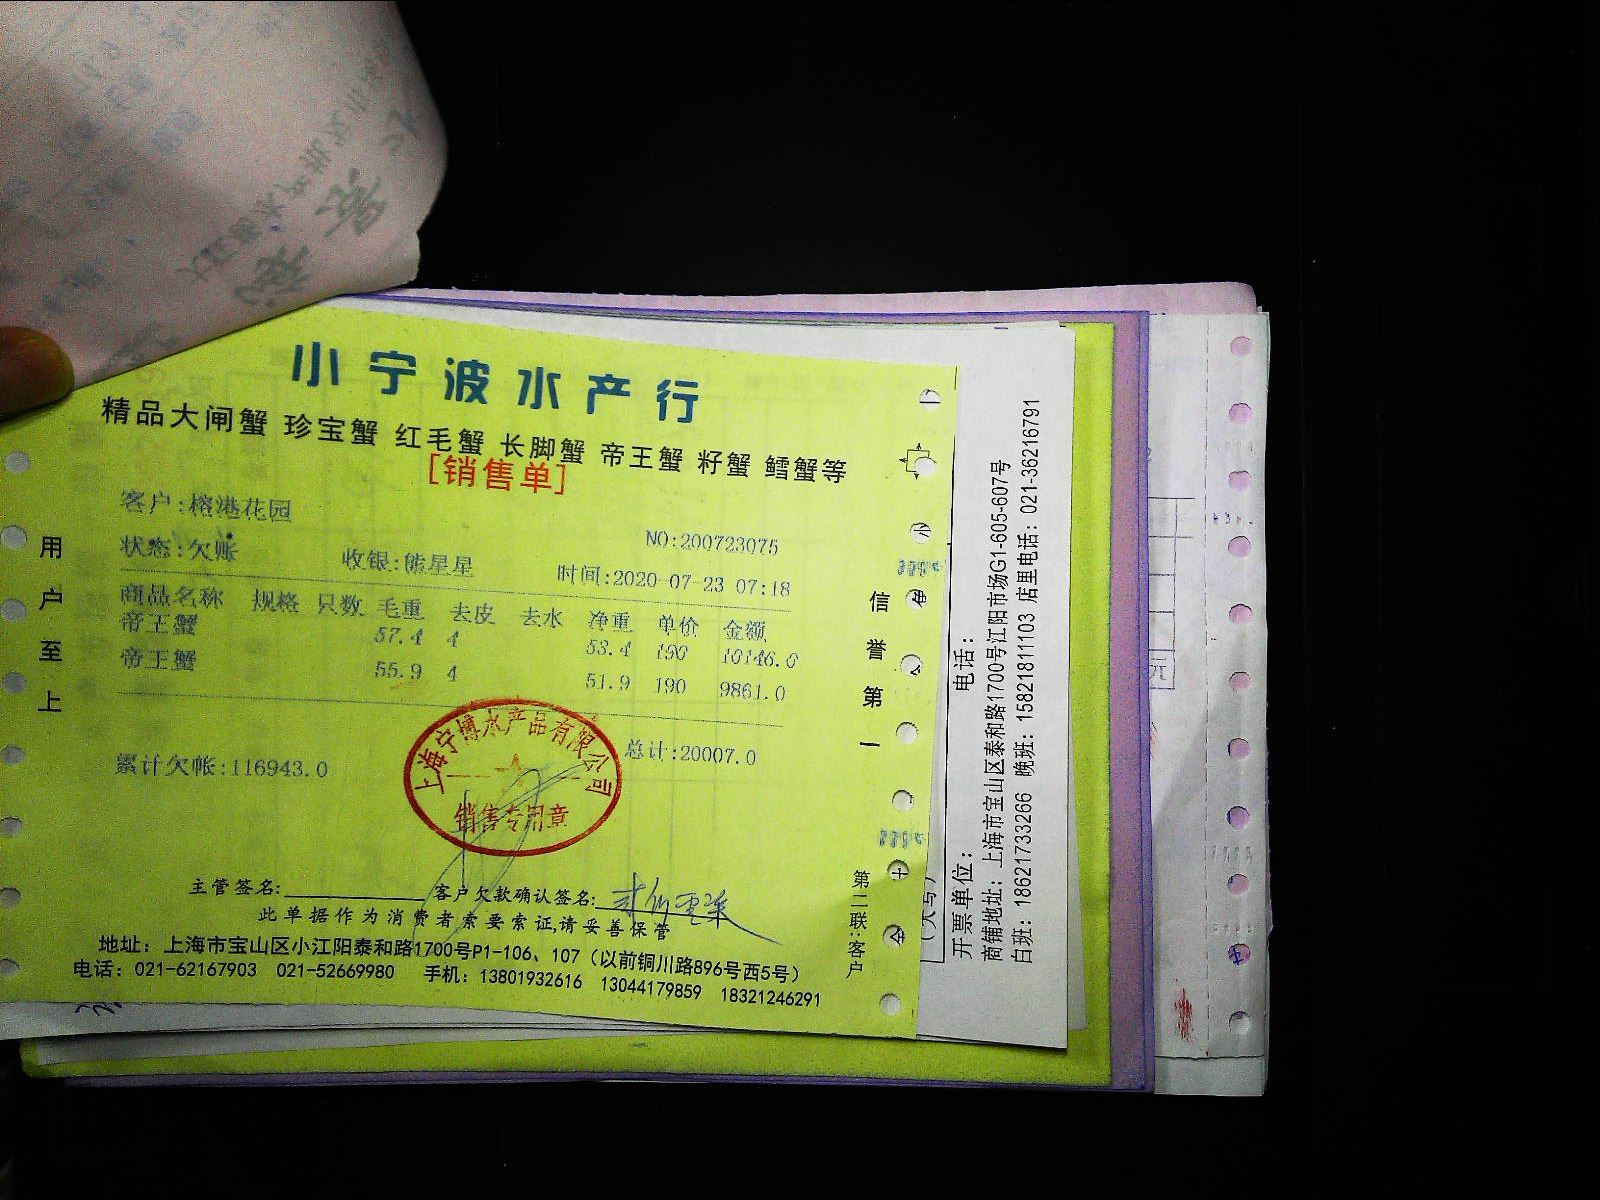 小宁波水产行
精品大闸蟹 珍宝蟹 红毛蟹 长脚蟹 帝王蟹 籽蟹 鳕蟹等
[销售单]
客户:榕港花园
NO:200723075
状态:欠账 收银:熊星星 时间:2020-07-23 07:18
商品名称 规格 只数 毛重 去皮 去水 净重 单价 金额
帝王蟹 57.4 4 53.4 190 10146.0
帝王蟹 55.9 4 51.9 190 9861.0
累计欠帐:116943.0 总计:20007.0
上海宁博水产品有限公司
销售专用章
主管签名: 客户欠款确认签名:
此单据作为消费者索要索证,请妥善保管
地址：上海市宝山区小江阳泰和路1700号P1-106、107（以前铜川路896号西5号）
电话：021-62167903 021-52669980 手机：13801932616 13044179859 18321246291
用户至上
信誉第一
第二联:客户
电话：
开票单位：
商铺地址：上海市宝山区泰和路1700号江阳市场G1-605-607号
白班：18621733266 晚班：15821811103 店里电话：021-36216791
(大写)
元